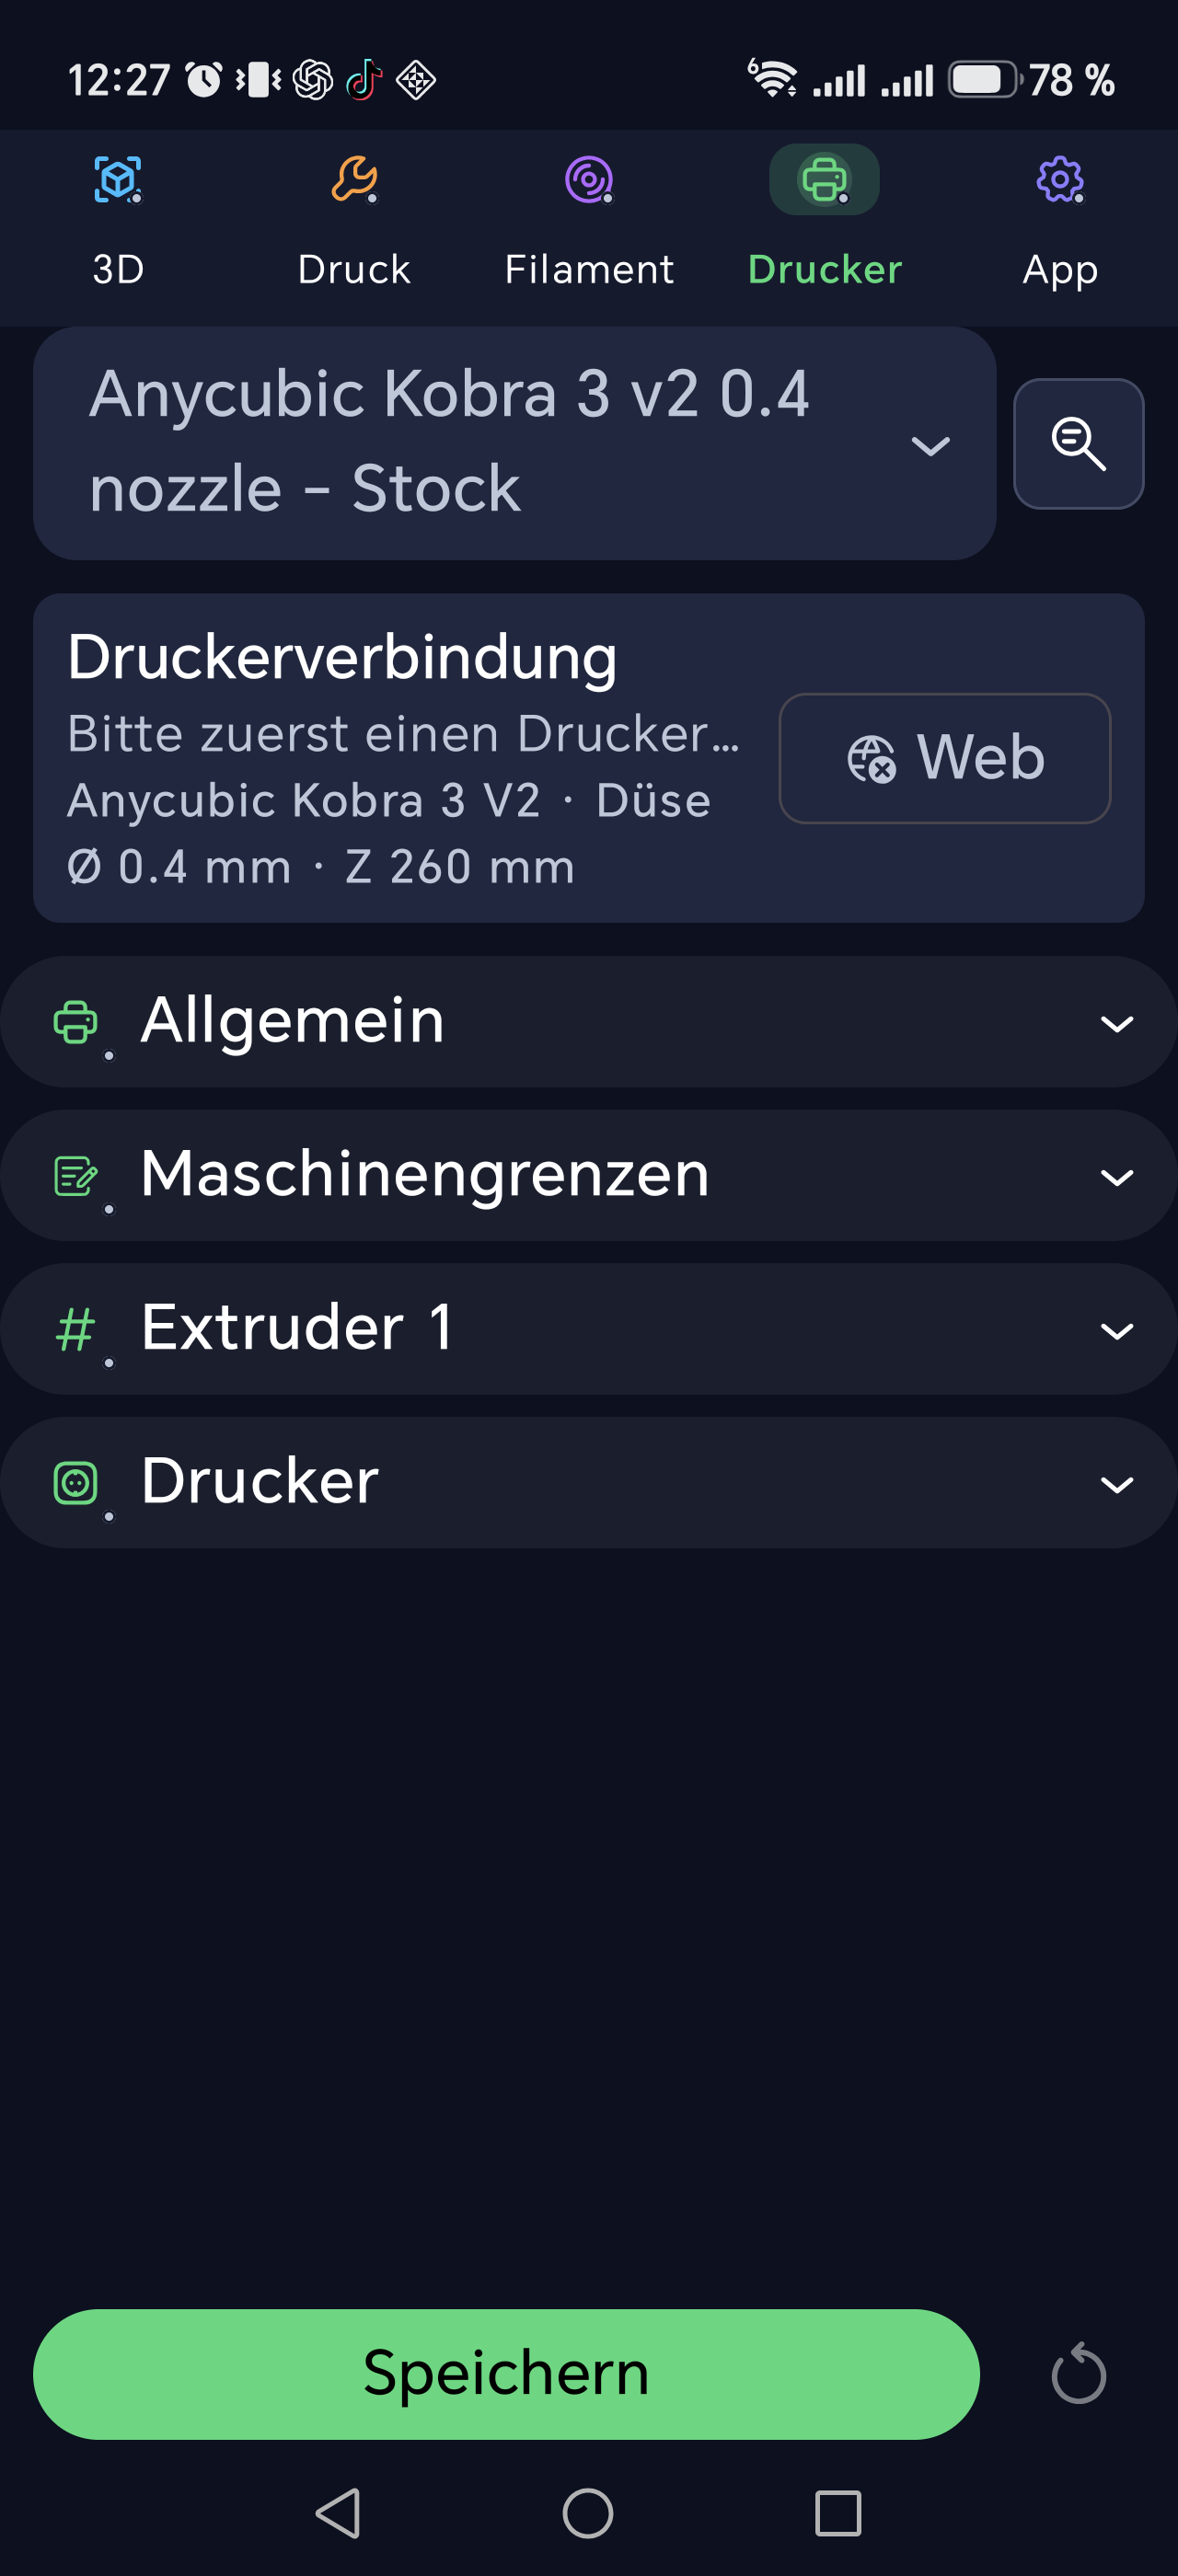 12:27
6
78 %
3D
Druck
Filament
Drucker
App
Anycubic Kobra 3 v2 0.4
nozzle - Stock
Druckerverbindung
Bitte zuerst einen Drucker…
Anycubic Kobra 3 V2 · Düse
Ø 0.4 mm · Z 260 mm
Web
Allgemein
Maschinengrenzen
Extruder 1
Drucker
Speichern